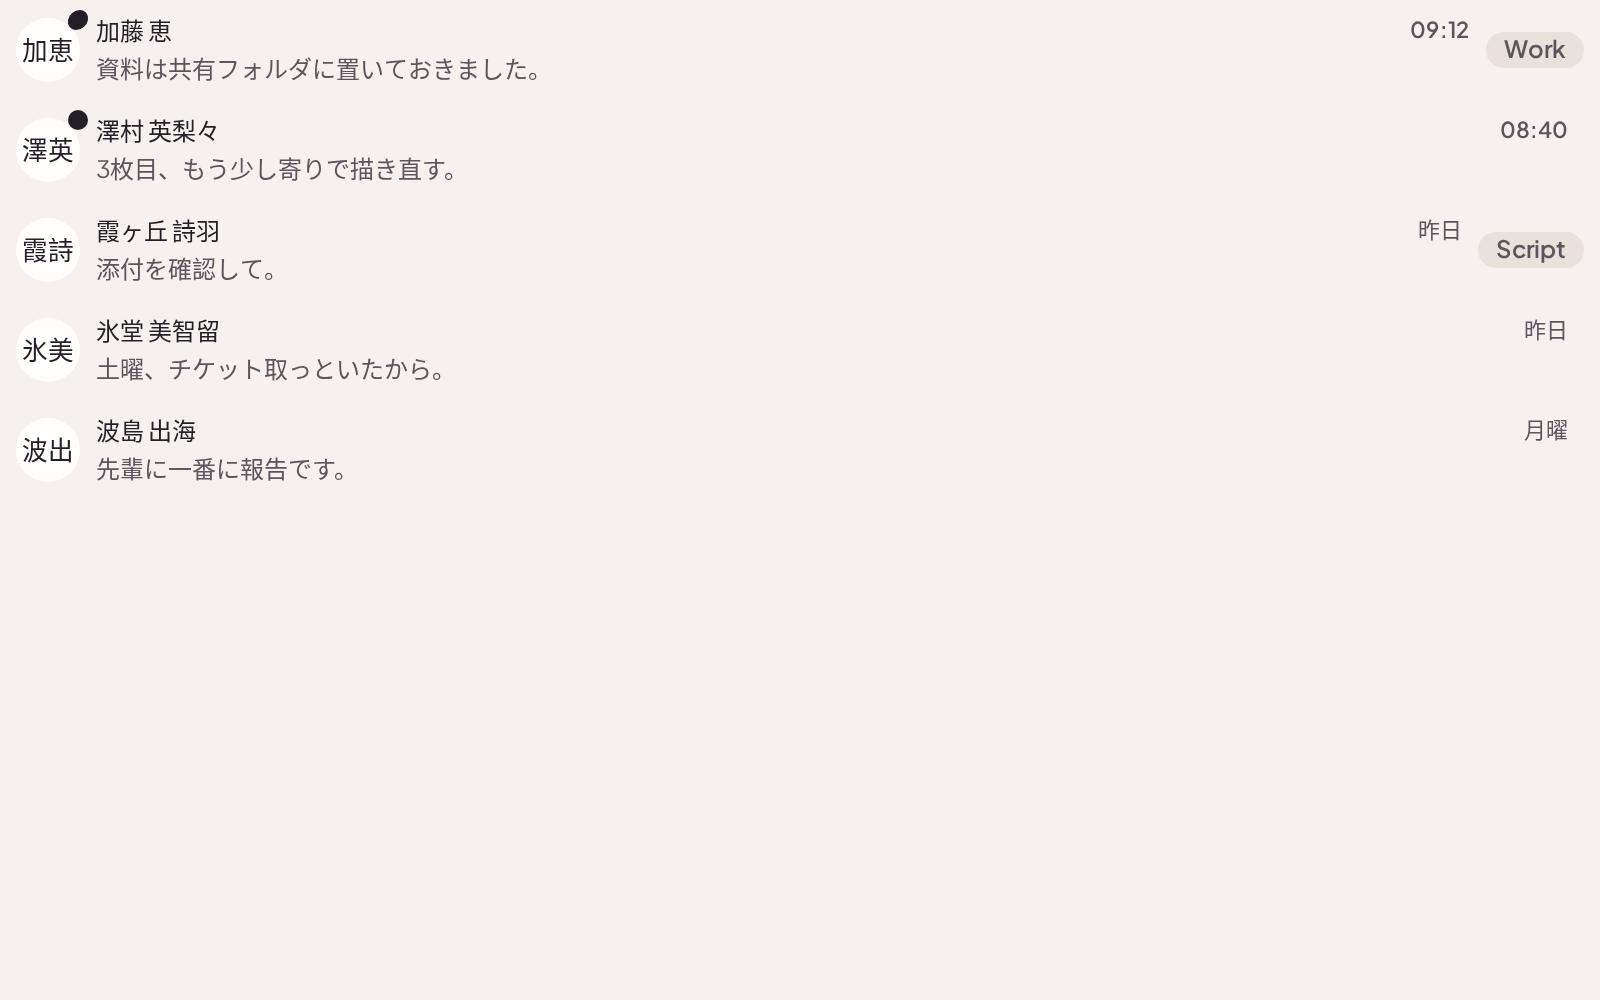 加恵
加藤 恵
09:12
Work
資料は共有フォルダに置いておきました。
澤英
澤村 英梨々
08:40
3枚目、もう少し寄りで描き直す。
霞詩
霞ヶ丘 詩羽
昨日
Script
添付を確認して。
氷美
氷堂 美智留
昨日
土曜、チケット取っといたから。
波出
波島 出海
月曜
先輩に一番に報告です。